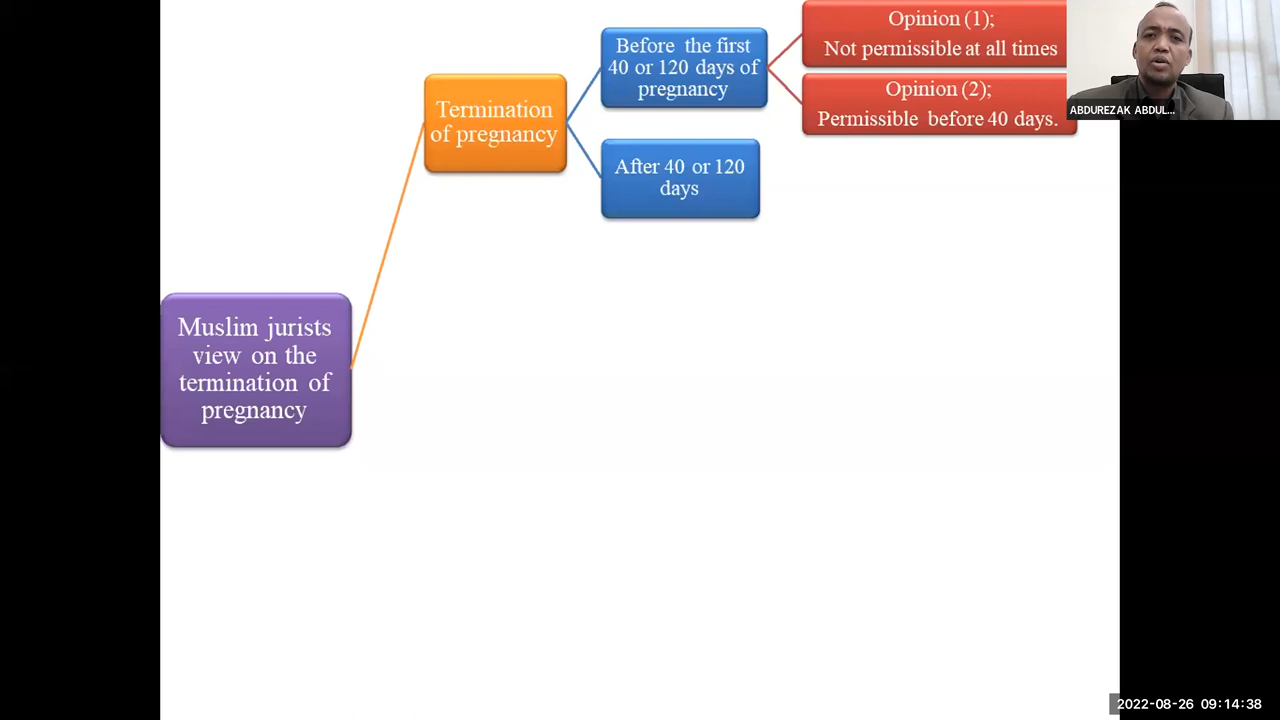 Muslim jurists
view on the
termination of
pregnancy
Termination
of pregnancy
Before the first
40 or 120 days of
pregnancy
Opinion (1);
Not permissible at all times
Opinion (2);
Permissible before 40 days.
After 40 or 120
days
ABDUREZAK ABDUL...
2022-08-26 09:14:38